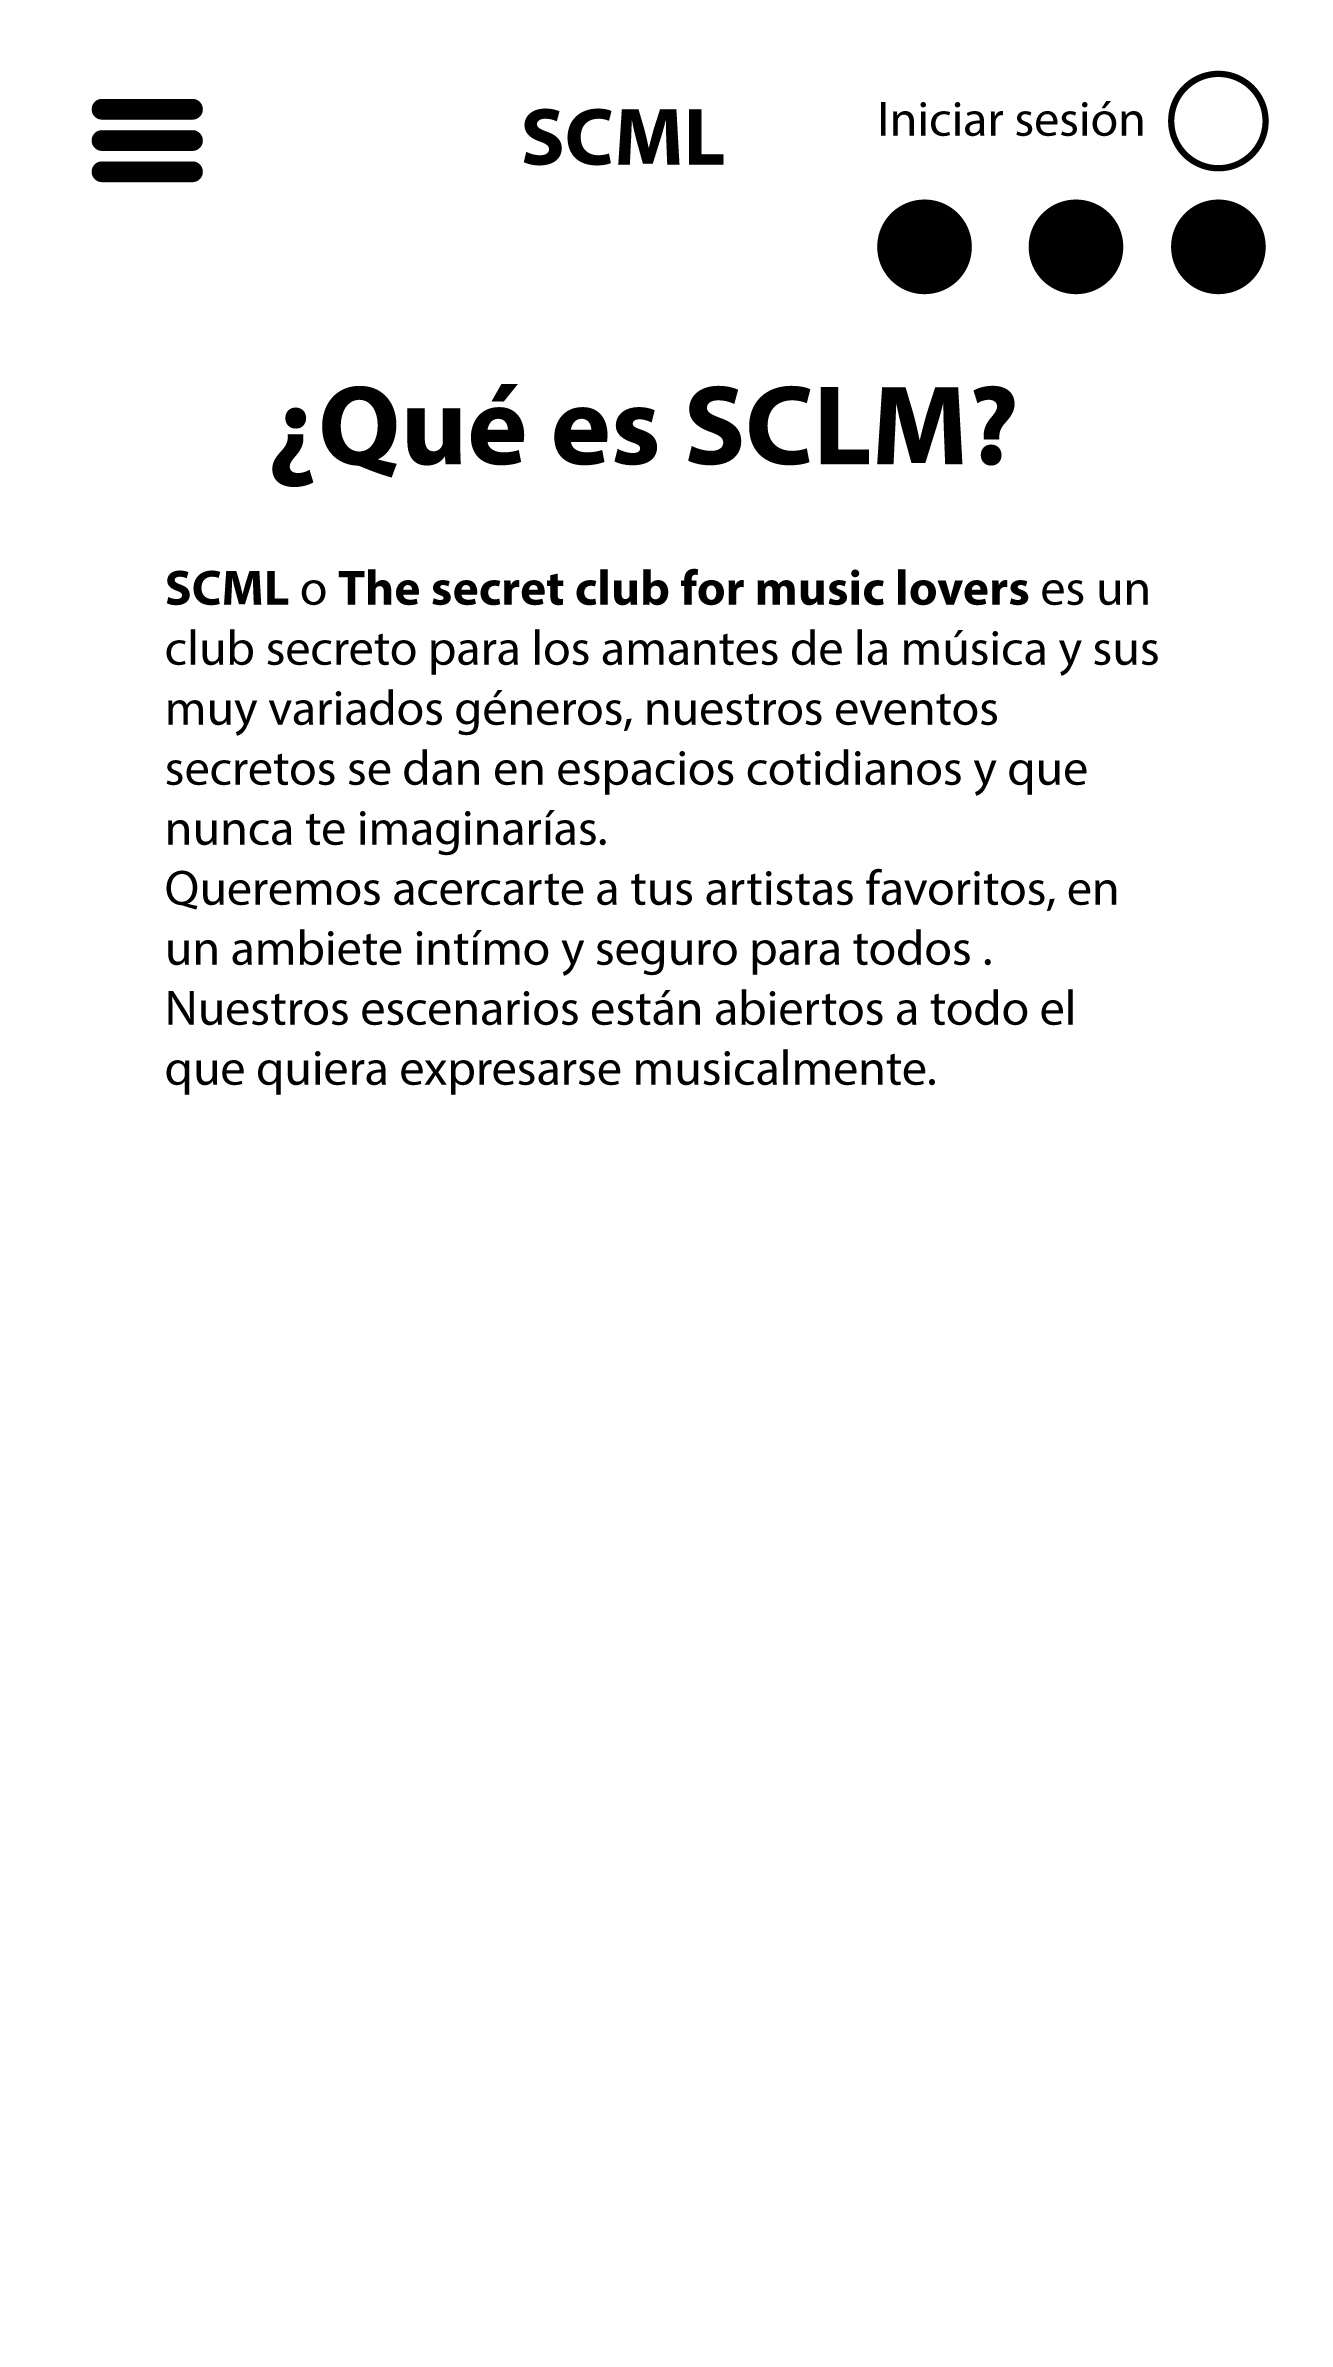 SCML
Iniciar sesión
¿Qué es SCLM?
SCML o The secret club for music lovers es un
club secreto para los amantes de la música y sus
muy variados géneros, nuestros eventos
secretos se dan en espacios cotidianos y que
nunca te imaginarías.
Queremos acercarte a tus artistas favoritos, en
un ambiete intímo y seguro para todos .
Nuestros escenarios están abiertos a todo el
que quiera expresarse musicalmente.